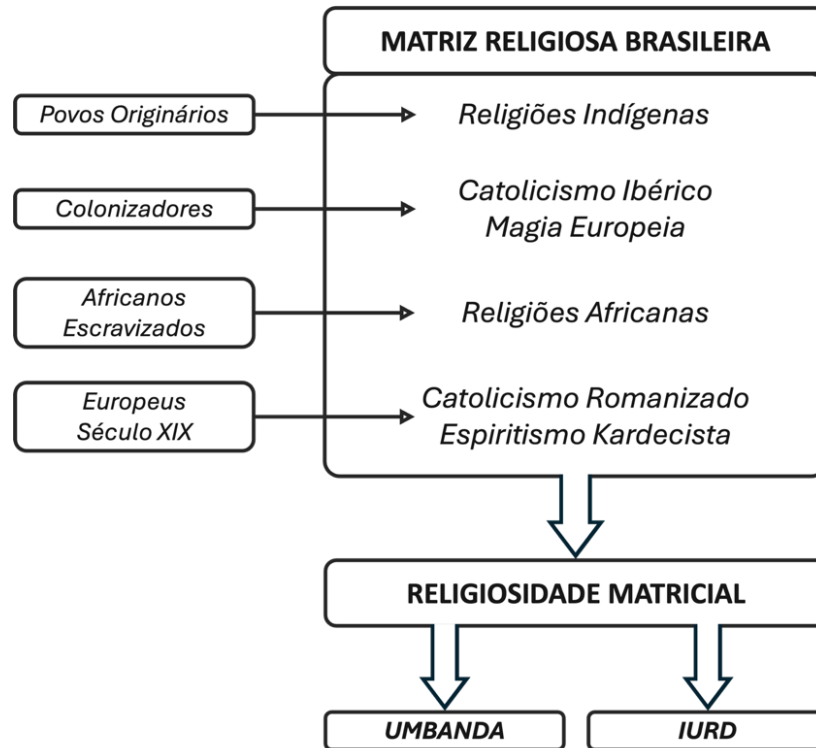 MATRIZ RELIGIOSA BRASILEIRA
Povos Originários
Religiões Indígenas
Colonizadores
Catolicismo Ibérico
Magia Europeia
Africanos
Escravizados
Religiões Africanas
Europeus
Século XIX
Catolicismo Romanizado
Espiritismo Kardecista
RELIGIOSIDADE MATRICIAL
UMBANDA
IURD